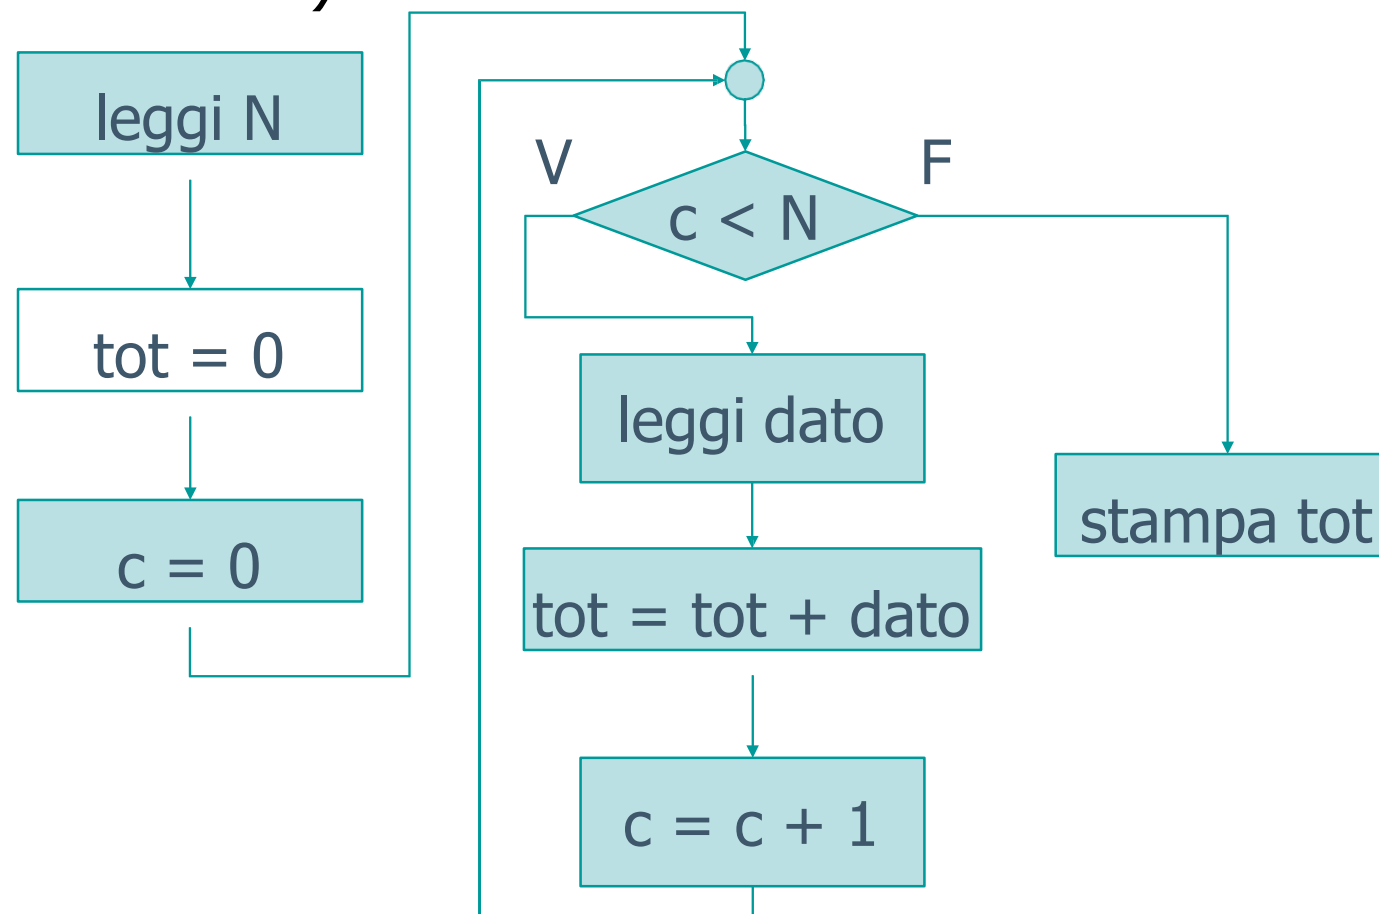 )
leggi N
tot = 0
c = 0
V
F
c < N
leggi dato
tot = tot + dato
c = c + 1
stampa tot